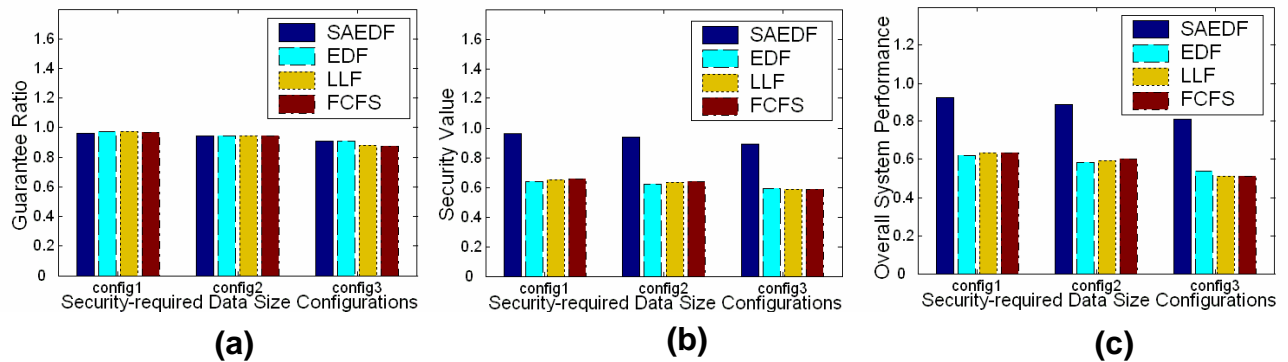 1.6
1.4
1.2
1.0
0.8
0.6
0.4
0.2
0
Guarantee Ratio
SAEDF
EDF
LLF
FCFS
config1
config2
config3
Security-required Data Size Configurations
(a)
1.6
1.4
1.2
1.0
0.8
0.6
0.4
0.2
0
Security Value
SAEDF
EDF
LLF
FCFS
config1
config2
config3
Security-required Data Size Configurations
(b)
1.2
1.0
0.8
0.6
0.4
0.2
0
Overall System Performance
SAEDF
EDF
LLF
FCFS
config1
config2
config3
Security-required Data Size Configurations
(c)